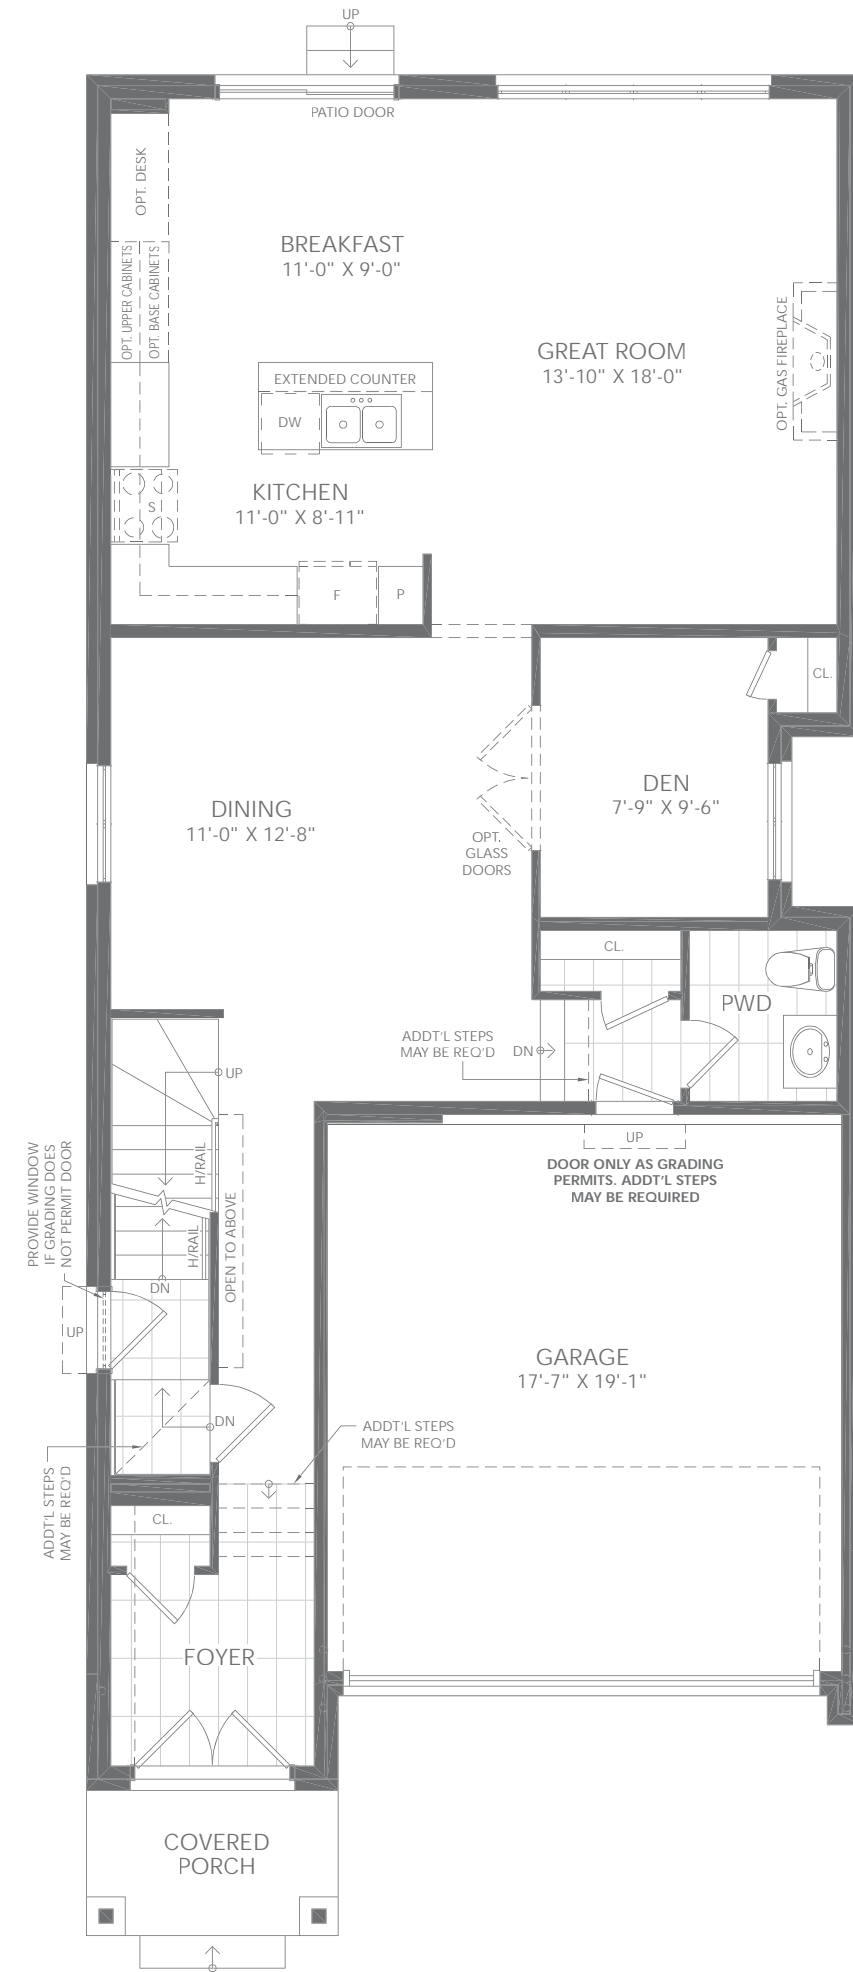 UP
PATIO DOOR
OPT. DESK
BREAKFAST
11'-0" X 9'-0"
OPT. UPPER CABINETS
OPT. BASE CABINETS
GREAT ROOM
13'-10" X 18'-0"
OPT. GAS FIREPLACE
EXTENDED COUNTER
DW
KITCHEN
11'-0" X 8'-11"
S
F
P
CL.
DEN
7'-9" X 9'-6"
DINING
11'-0" X 12'-8"
OPT.
GLASS
DOORS
CL.
PWD
ADDT'L STEPS
MAY BE REQ'D
DN
UP
UP
DOOR ONLY AS GRADING
PERMITS. ADDT'L STEPS
MAY BE REQUIRED
H/RAIL
PROVIDE WINDOW
IF GRADING DOES
NOT PERMIT DOOR
H/RAIL
OPEN TO ABOVE
DN
UP
GARAGE
17'-7" X 19'-1"
DN
ADDT'L STEPS
MAY BE REQ'D
ADDT'L STEPS
MAY BE REQ'D
CL.
FOYER
COVERED
PORCH